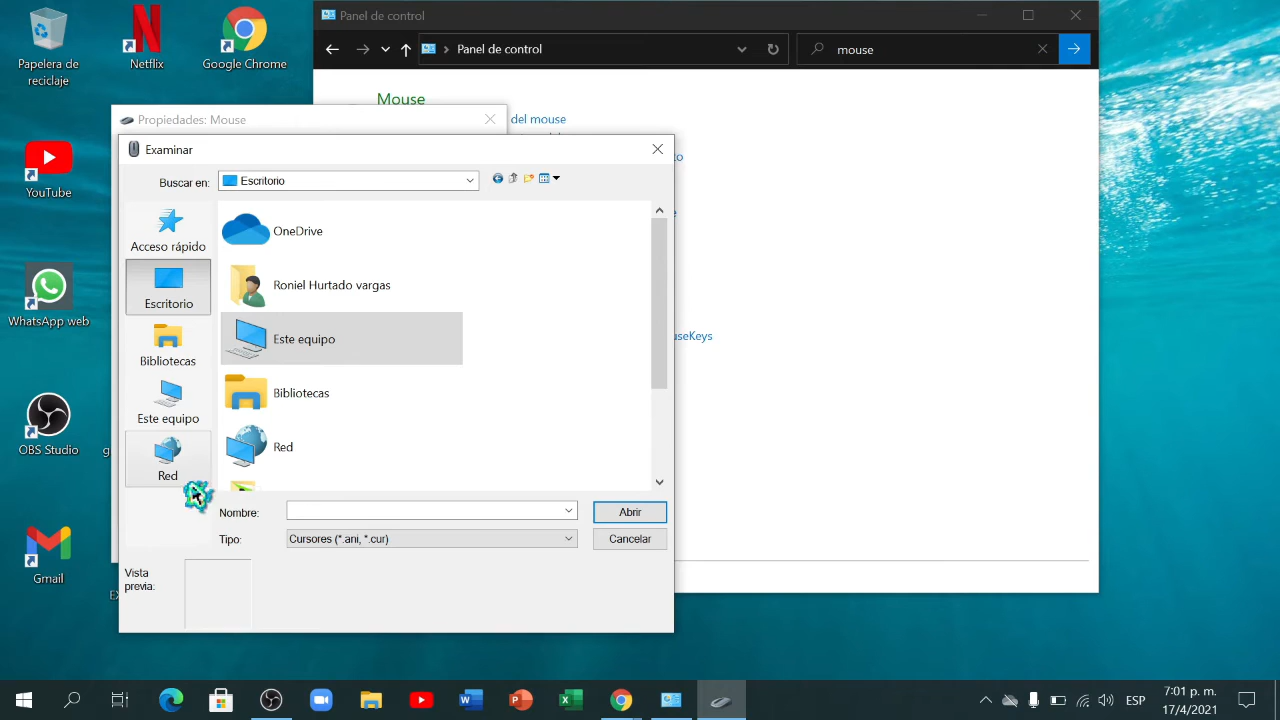 Papelera de
reciclaje
Netflix
Google Chrome
YouTube
WhatsApp web
OBS Studio
g
Gmail
Panel de control
Panel de control
mouse
Mouse
del mouse
to
e
useKeys
Propiedades: Mouse
Examinar
Buscar en:
Escritorio
Acceso rápido
Escritorio
Bibliotecas
Este equipo
Red
OneDrive
Roniel Hurtado vargas
Este equipo
Bibliotecas
Red
Nombre:
Abrir
Tipo:
Cursores (*.ani, *.cur)
Cancelar
Vista
previa:
ESP
7:01 p. m.
17/4/2021